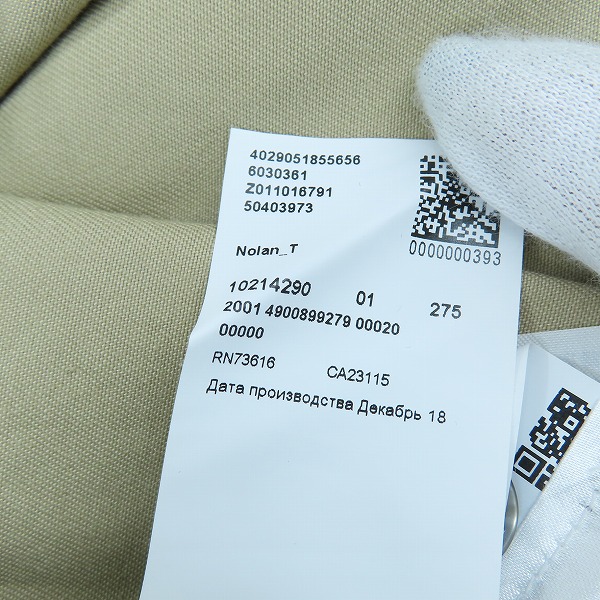 4029051855656
6030361
Z011016791
50403973
0000000393
Nolan_T
10214290 01 275
2001 4900899279 00020
00000
RN73616 CA23115
Дата производства Декабрь 18